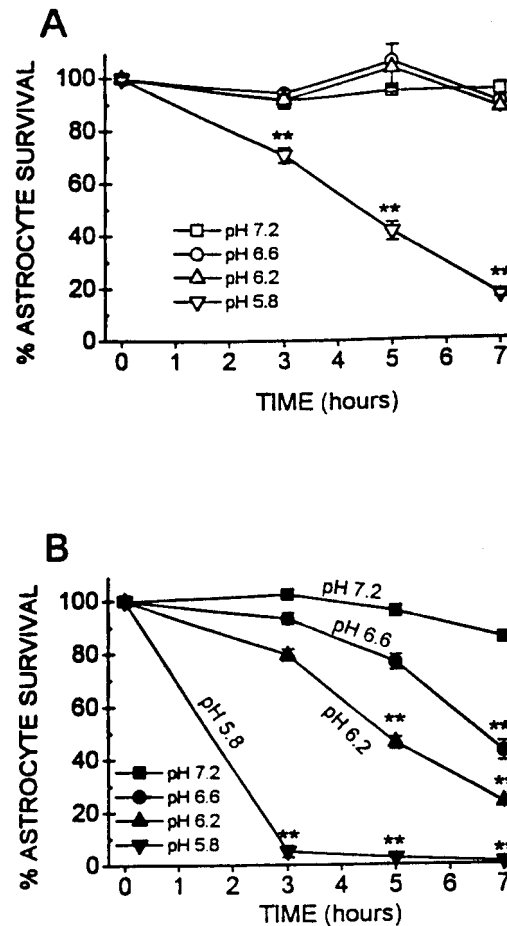 A
% ASTROCYTE SURVIVAL
100
80
60
40
20
0
**
**
**
pH 7.2
pH 6.6
pH 6.2
pH 5.8
0
1
2
3
4
5
6
7
TIME (hours)
B
% ASTROCYTE SURVIVAL
100
80
60
40
20
0
pH 7.2
pH 6.6
pH 6.2
pH 5.8
**
**
**
**
**
**
pH 7.2
pH 6.6
pH 6.2
pH 5.8
0
1
2
3
4
5
6
7
TIME (hours)